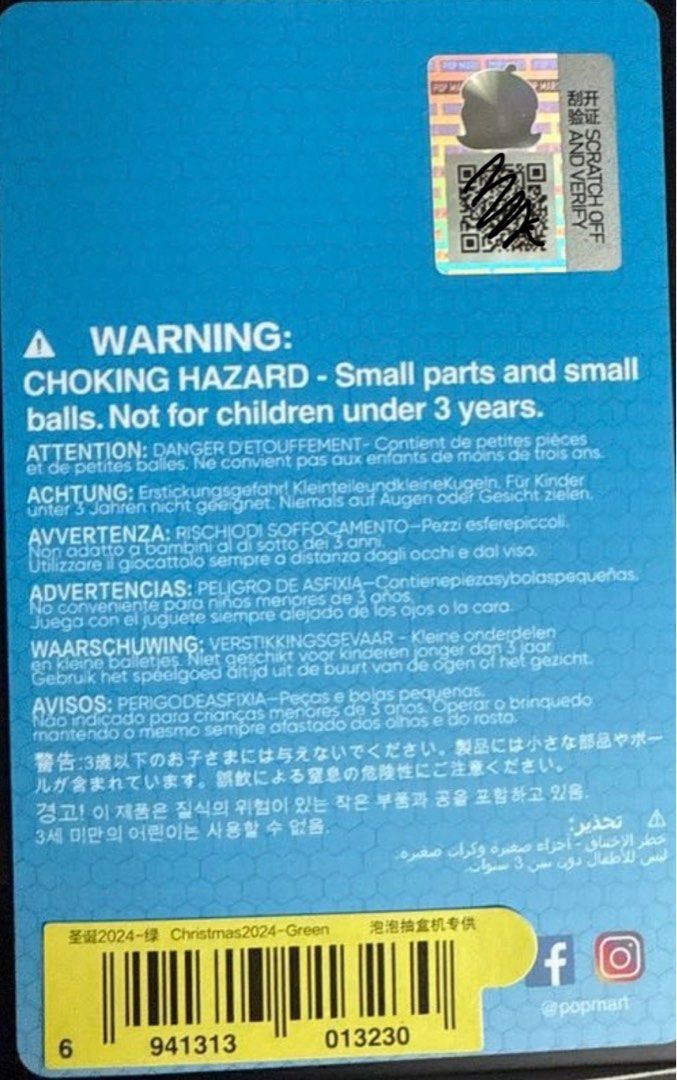 POP MART
开证 SCRATCH OFF
刮验 AND VERIFY
WARNING:
CHOKING HAZARD - Small parts and small
balls. Not for children under 3 years.
ATTENTION: DANGER D'ETOUFFEMENT- Contient de petites pièces
et de petites balles. Ne convient pas aux enfants de moins de trois ans.
ACHTUNG: Erstickungsgefahr! KleinteileundkleineKugeln. Für Kinder
unter 3 Jahren nicht geeignet. Niemals auf Augen oder Gesicht zielen.
AVVERTENZA: RISCHIODI SOFFOCAMENTO—Pezzi esferepiccoli.
Non adatto a bambini al di sotto dei 3 anni.
Utilizzare il giocattolo sempre a distanza dagli occhi e dal viso.
ADVERTENCIAS: PELIGRO DE ASFIXIA—Contienepiezasybolaspequeñas.
No conveniente para niños menores de 3 años.
Juega con el juguete siempre alejado de los ojos o la cara.
WAARSCHUWING: VERSTIKKINGSGEVAAR - Kleine onderdelen
en kleine balletjes. Niet geschikt voor kinderen jonger dan 3 jaar.
Gebruik het speelgoed altijd uit de buurt van de ogen of het gezicht.
AVISOS: PERIGODEASFIXIA—Peças e bolas pequenas.
Não indicado para crianças menores de 3 anos. Operar o brinquedo
mantendo o mesmo sempre afastado dos olhos e do rosto.
警告:3歳以下のお子さまには与えないでください。製品には小さな部品やボー
ルが含まれています。誤飲による窒息の危険性にご注意ください。
경고! 이 제품은 질식의 위험이 있는 작은 부품과 공을 포함하고 있음.
3세 미만의 어린이는 사용할 수 없음.
تحذير:
خطر الاختناق - أجزاء صغيرة وكرات صغيرة.
ليس للأطفال دون سن 3 سنوات.
圣诞2024-绿 Christmas2024-Green 泡泡抽盒机专供
6 941313 013230
@popmart